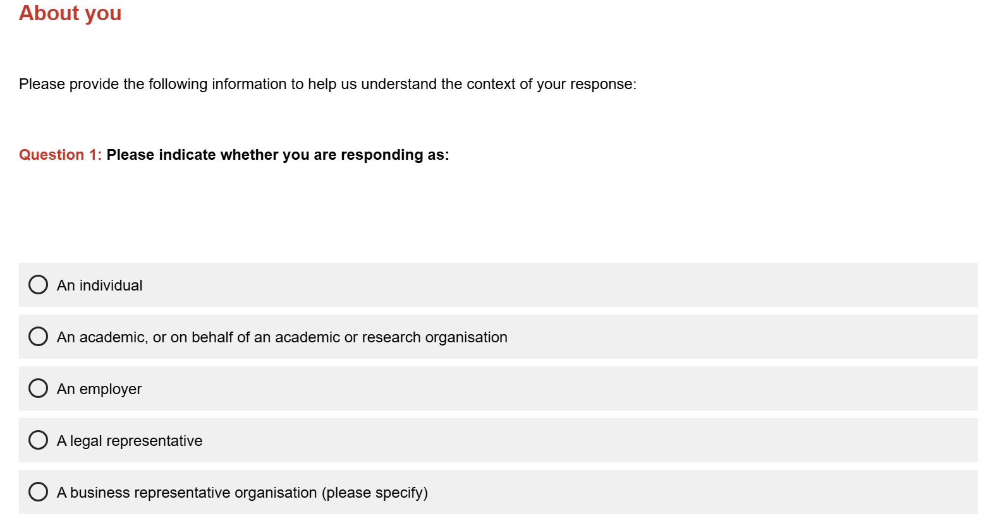 About you
Please provide the following information to help us understand the context of your response:
Question 1: Please indicate whether you are responding as:
An individual
An academic, or on behalf of an academic or research organisation
An employer
A legal representative
A business representative organisation (please specify)